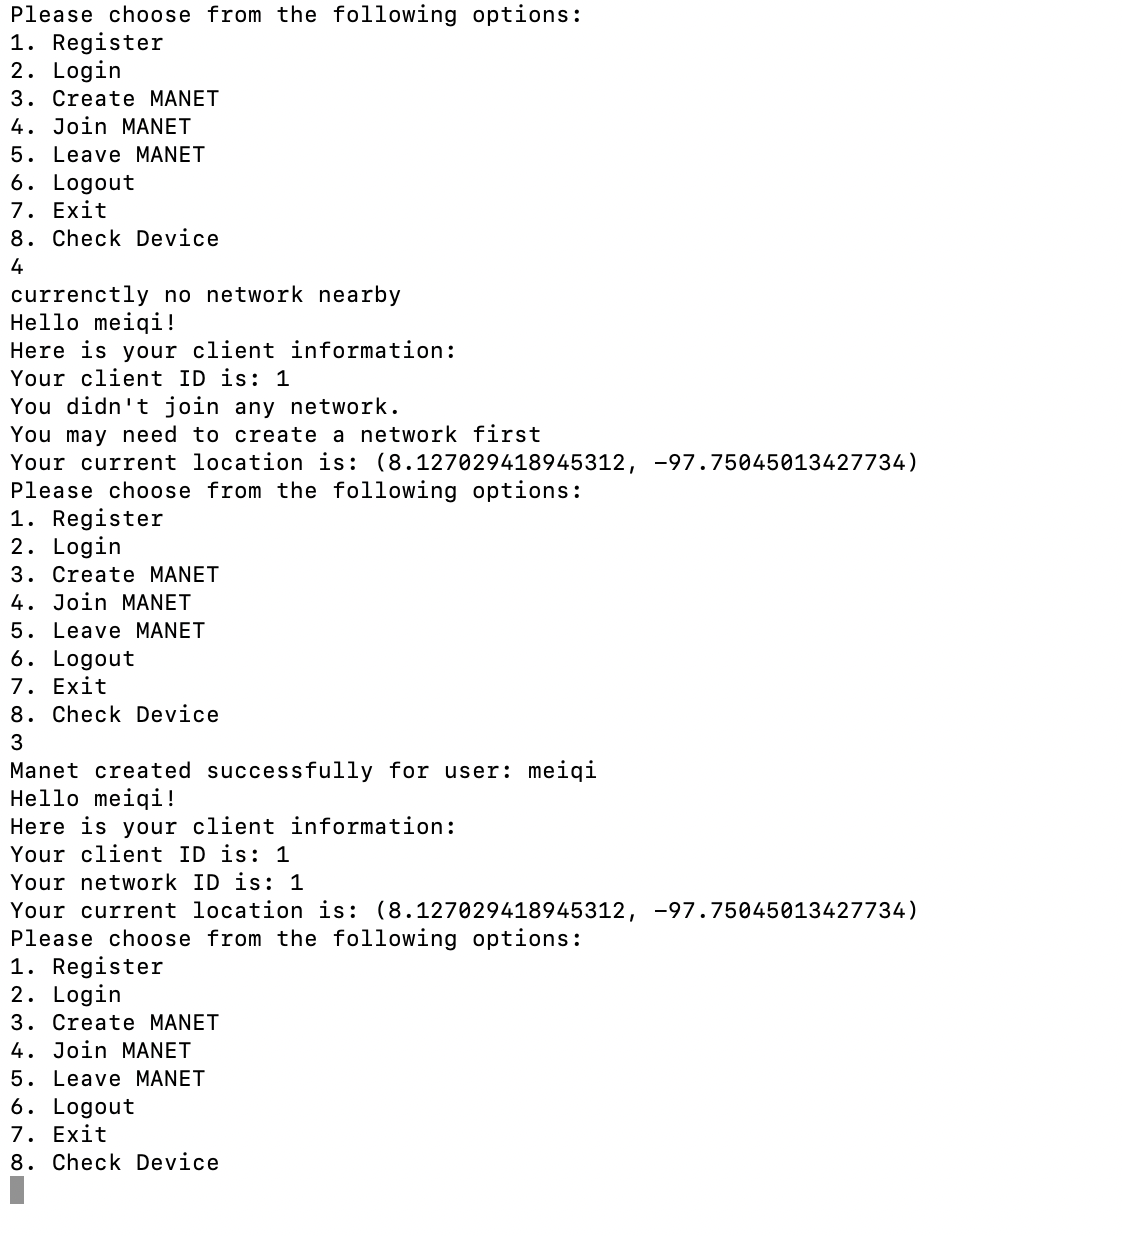 Please choose from the following options:
1. Register
2. Login
3. Create MANET
4. Join MANET
5. Leave MANET
6. Logout
7. Exit
8. Check Device
4
currenctly no network nearby
Hello meiqi!
Here is your client information:
Your client ID is: 1
You didn't join any network.
You may need to create a network first
Your current location is: (8.127029418945312, -97.75045013427734)
Please choose from the following options:
1. Register
2. Login
3. Create MANET
4. Join MANET
5. Leave MANET
6. Logout
7. Exit
8. Check Device
3
Manet created successfully for user: meiqi
Hello meiqi!
Here is your client information:
Your client ID is: 1
Your network ID is: 1
Your current location is: (8.127029418945312, -97.75045013427734)
Please choose from the following options:
1. Register
2. Login
3. Create MANET
4. Join MANET
5. Leave MANET
6. Logout
7. Exit
8. Check Device